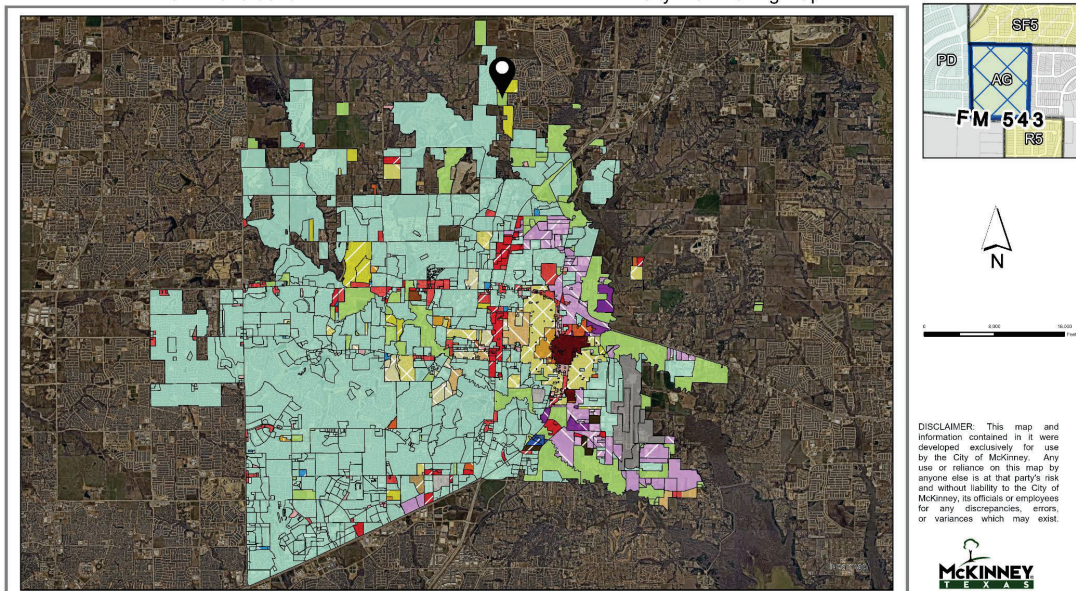 SF5
PD
AG
FM 543
R5
N
0 8,000 16,000
Feet
DISCLAIMER: This map and
information contained in it were
developed exclusively for use
by the City of McKinney. Any
use or reliance on this map by
anyone else is at that party's risk
and without liability to the City of
McKinney, its officials or employees
for any discrepancies, errors,
or variances which may exist.
McKINNEY
TEXAS